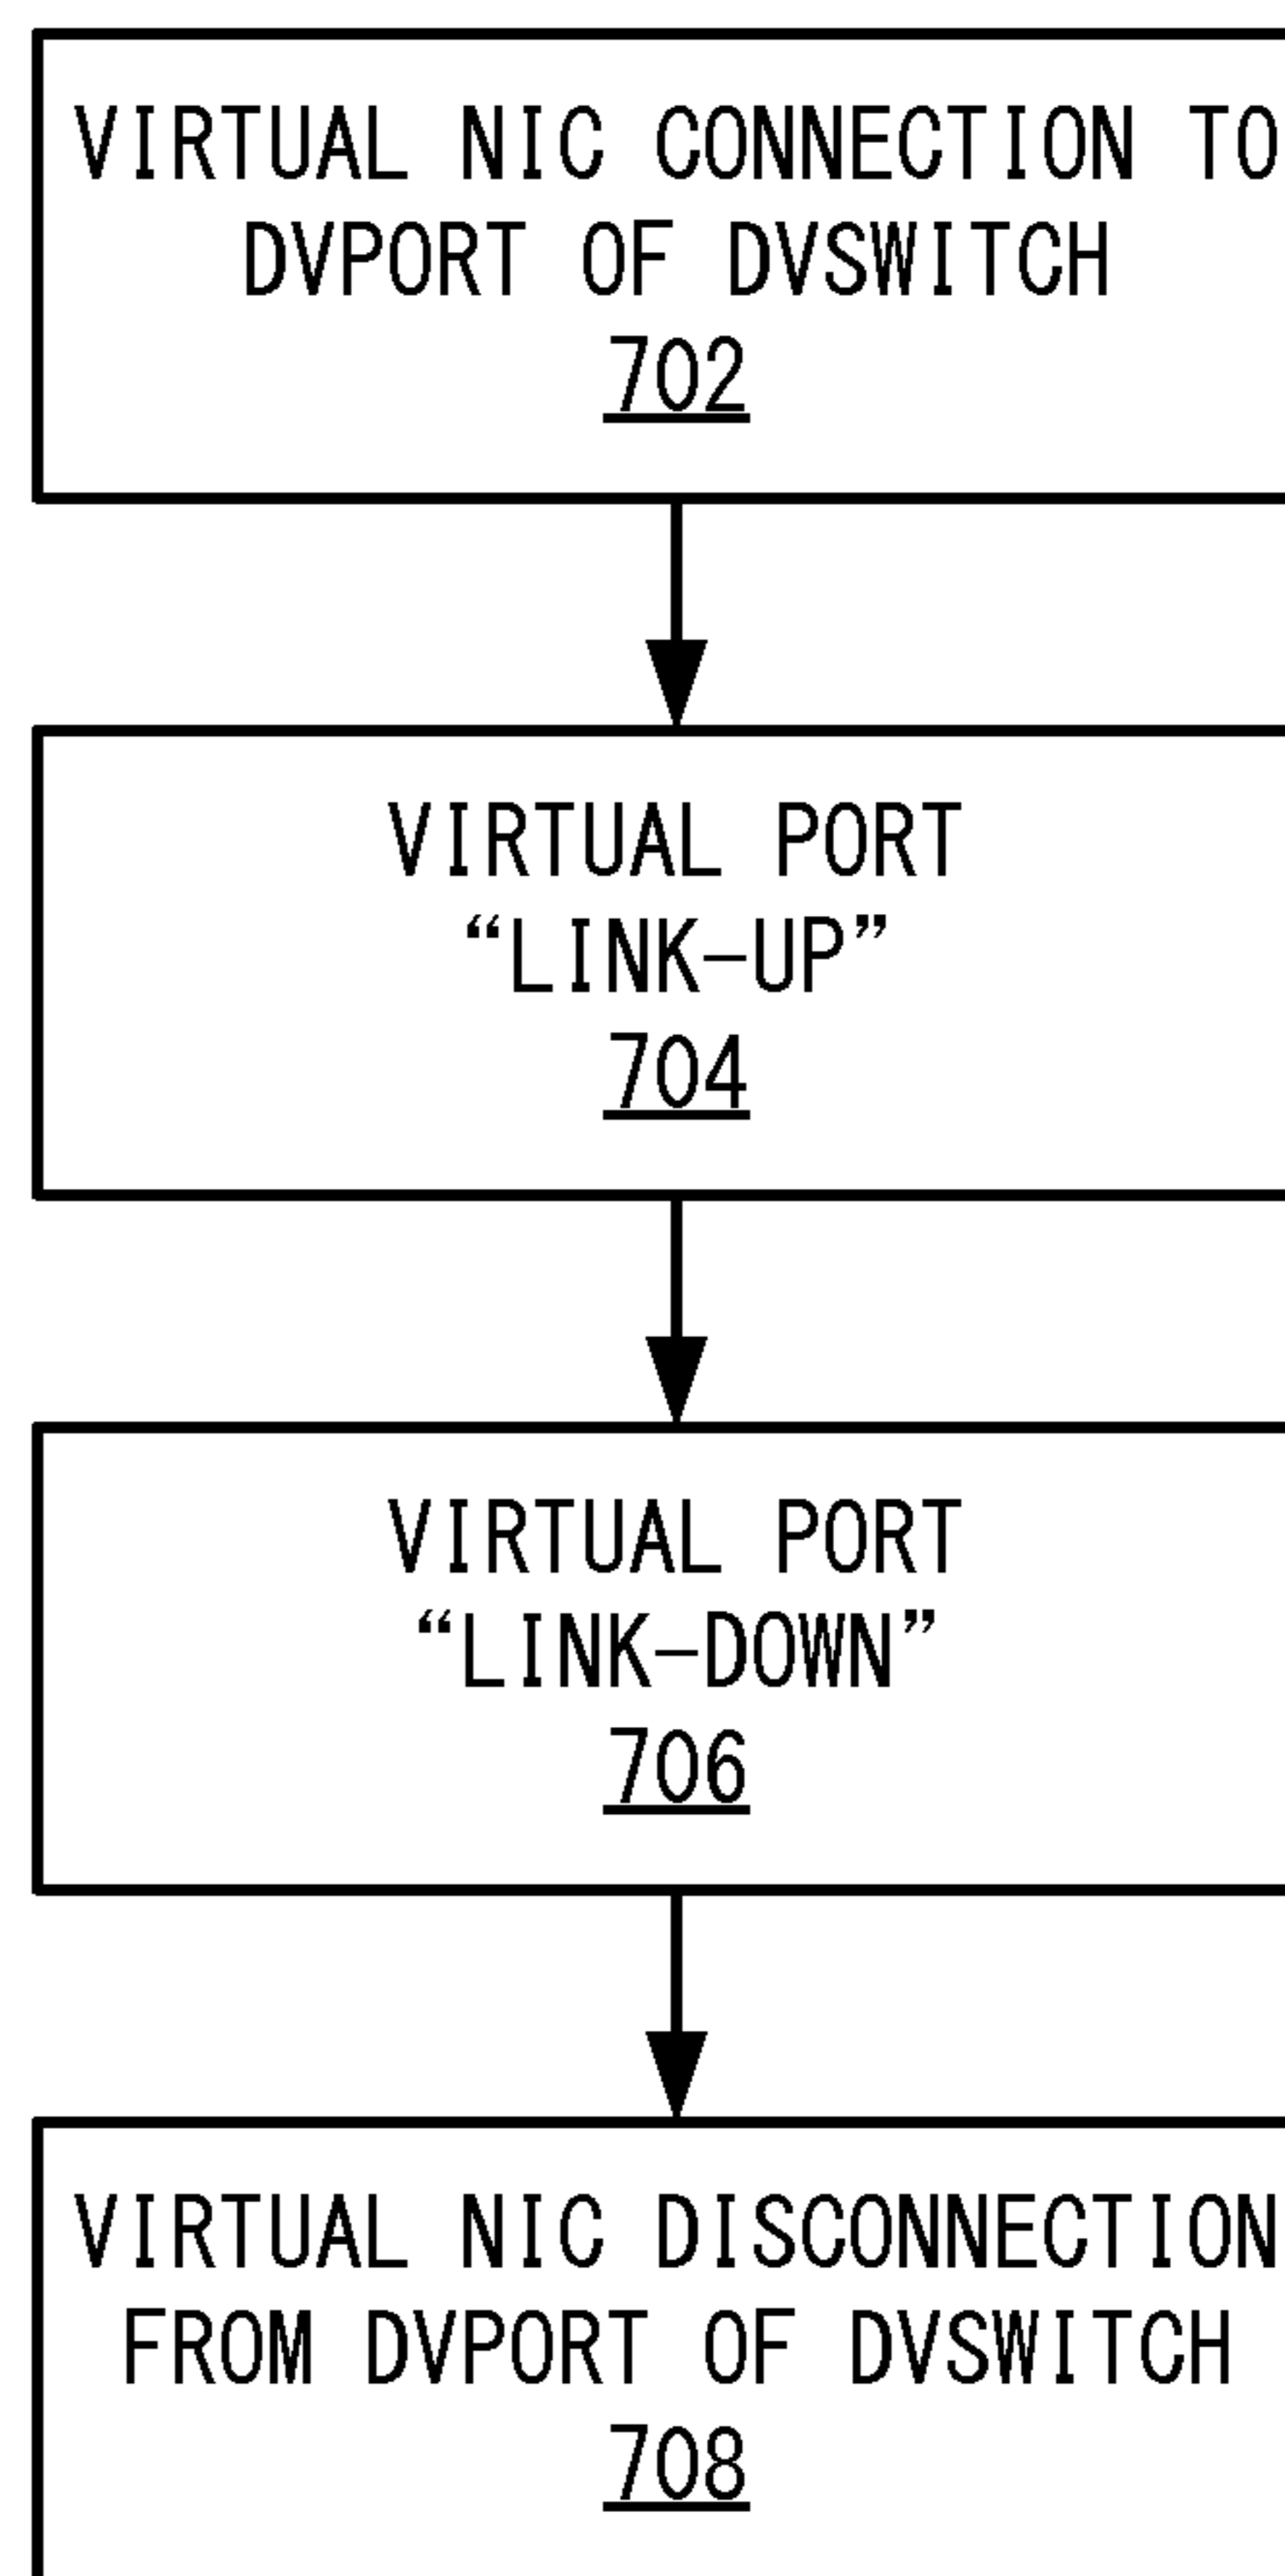 VIRTUAL NIC CONNECTION TO
DVPORT OF DVSWITCH
702
VIRTUAL PORT
“LINK-UP”
704
VIRTUAL PORT
“LINK-DOWN”
706
VIRTUAL NIC DISCONNECTION
FROM DVPORT OF DVSWITCH
708